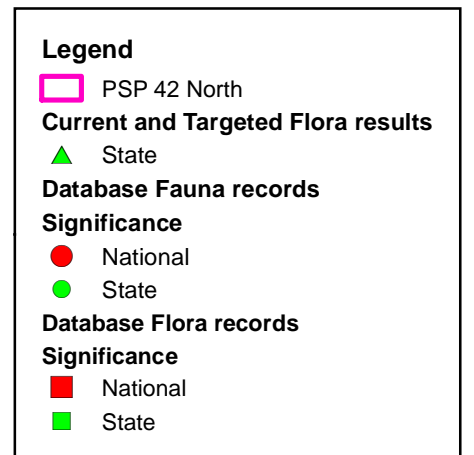 Legend
PSP 42 North
Current and Targeted Flora results
State
Database Fauna records
Significance
National
State
Database Flora records
Significance
National
State